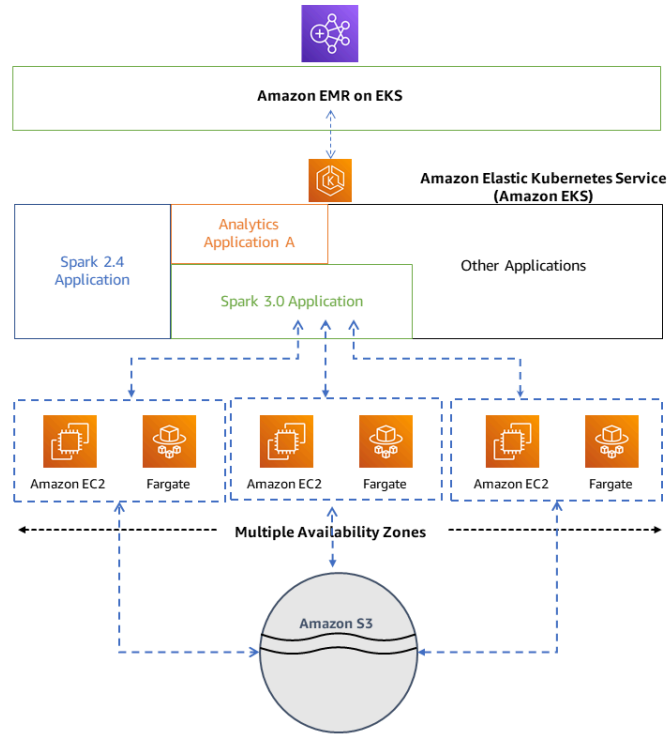 Amazon EMR on EKS
Amazon Elastic Kubernetes Service
(Amazon EKS)
Analytics
Application A
Spark 2.4
Application
Other Applications
Spark 3.0 Application
Amazon EC2
Fargate
Amazon EC2
Fargate
Amazon EC2
Fargate
Multiple Availability Zones
Amazon S3